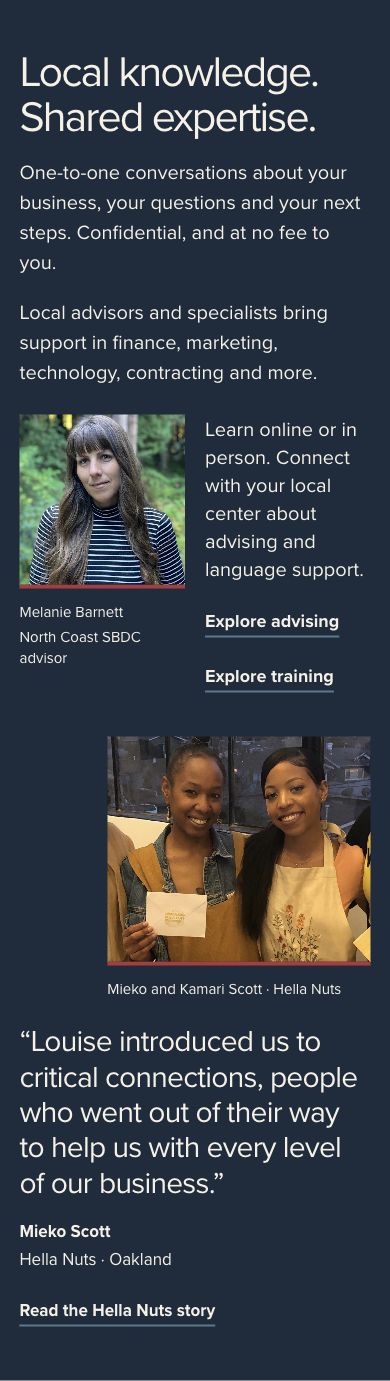 Local knowledge.
Shared expertise.
One-to-one conversations about your
business, your questions and your next
steps. Confidential, and at no fee to
you.
Local advisors and specialists bring
support in finance, marketing,
technology, contracting and more.
Learn online or in
person. Connect
with your local
center about
advising and
language support.
Explore advising
Explore training
Melanie Barnett
North Coast SBDC
advisor
Mieko and Kamari Scott · Hella Nuts
“Louise introduced us to
critical connections, people
who went out of their way
to help us with every level
of our business.”
Mieko Scott
Hella Nuts · Oakland
Read the Hella Nuts story